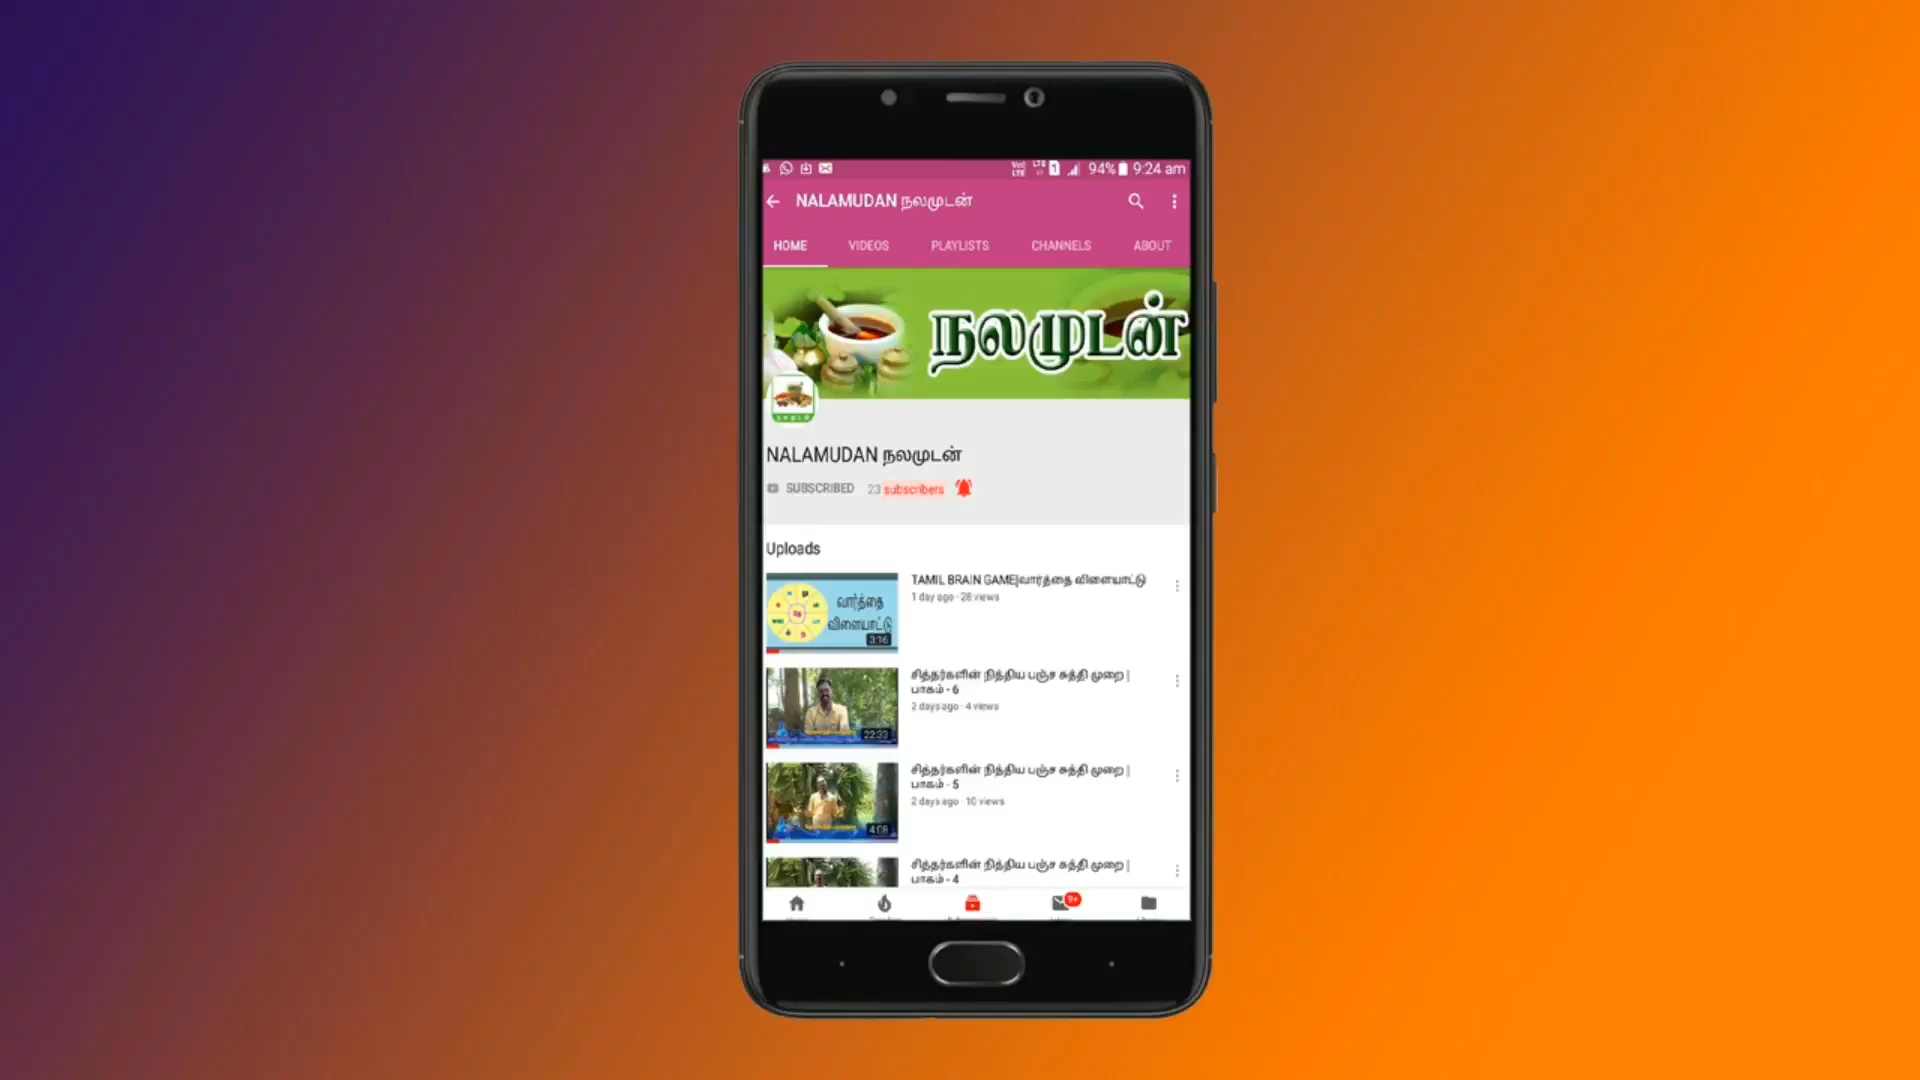 94% 9:24 am
NALAMUDAN நலமுடன்
HOME VIDEOS PLAYLISTS CHANNELS ABOUT
நலமுடன்
NALAMUDAN நலமுடன்
SUBSCRIBED 23 subscribers
Uploads
TAMIL BRAIN GAME|வார்த்தை விளையாட்டு
1 day ago · 28 views
வார்த்தை
விளையாட்டு
3:16
சித்தர்களின் நித்திய பஞ்ச சுத்தி முறை |
பாகம் - 6
2 days ago · 4 views
22:33
சித்தர்களின் நித்திய பஞ்ச சுத்தி முறை |
பாகம் - 5
2 days ago · 10 views
4:08
சித்தர்களின் நித்திய பஞ்ச சுத்தி முறை |
பாகம் - 4
9+